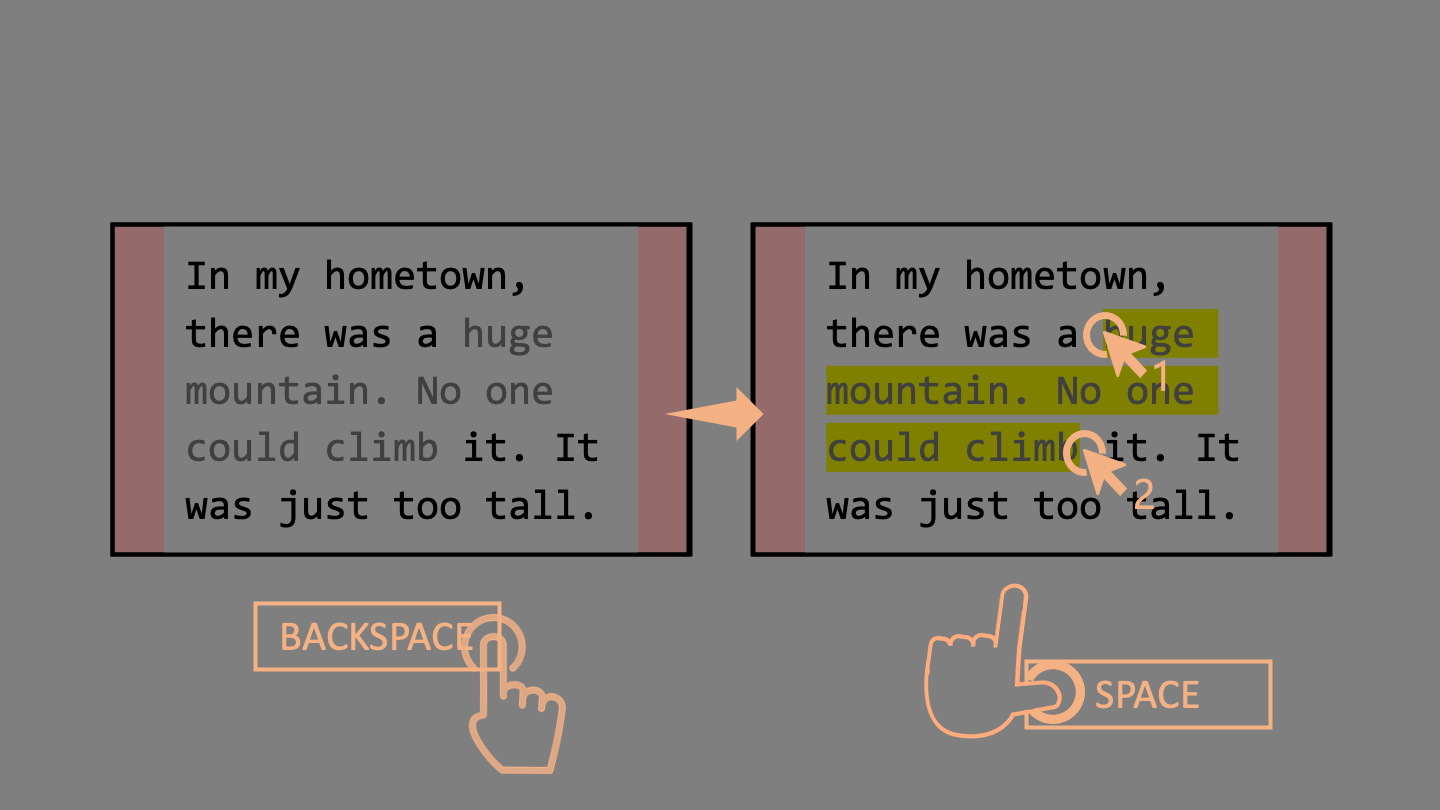 In my hometown,
there was a huge
mountain. No one
could climb it. It
was just too tall.
BACKSPACE
In my hometown,
there was a huge
1
mountain. No one
could climb it. It
2
was just too tall.
SPACE